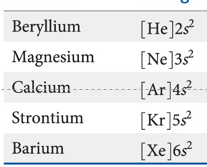 Beryllium [He]2s²
Magnesium [Ne]3s²
Calcium [Ar]4s²
Strontium [Kr]5s²
Barium [Xe]6s²